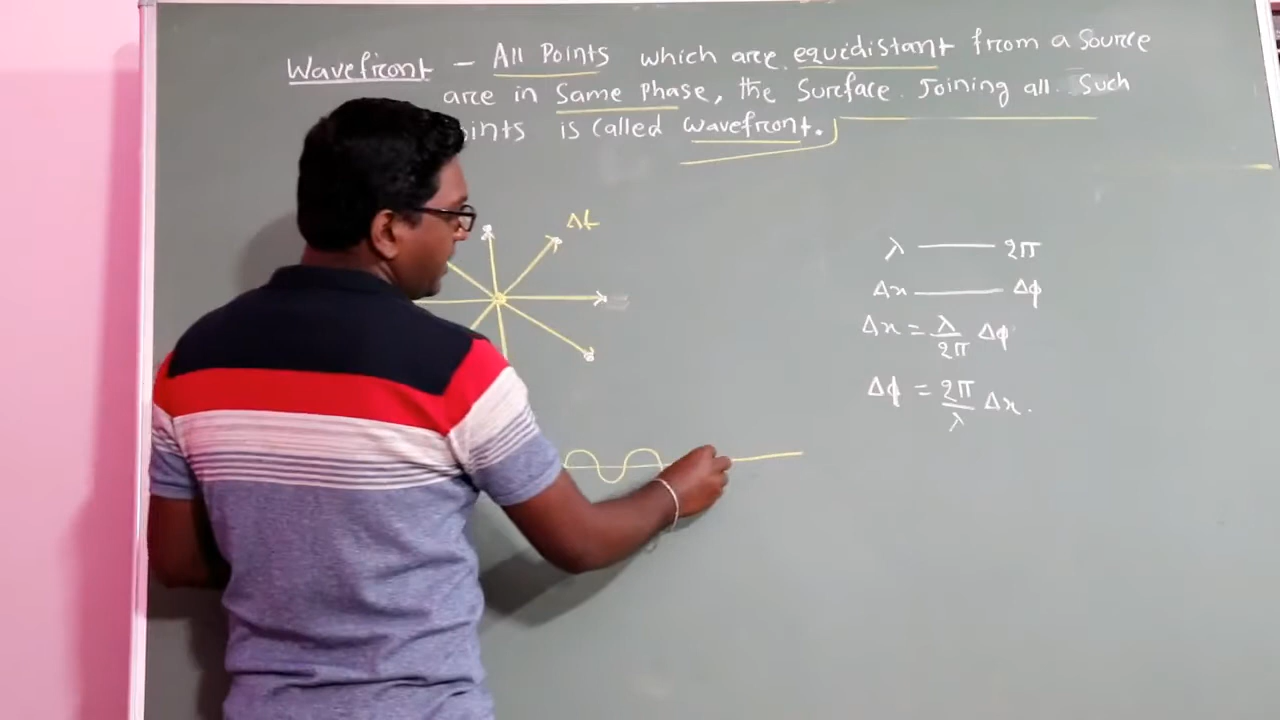 Wavefront - All Points which are equidistant from a Source
are in Same Phase, the Surface Joining all Such
ints is called wavefront.
Δt
λ — 2π
Δx — Δϕ
Δx = λ/2π Δϕ
Δϕ = 2π/λ Δx.